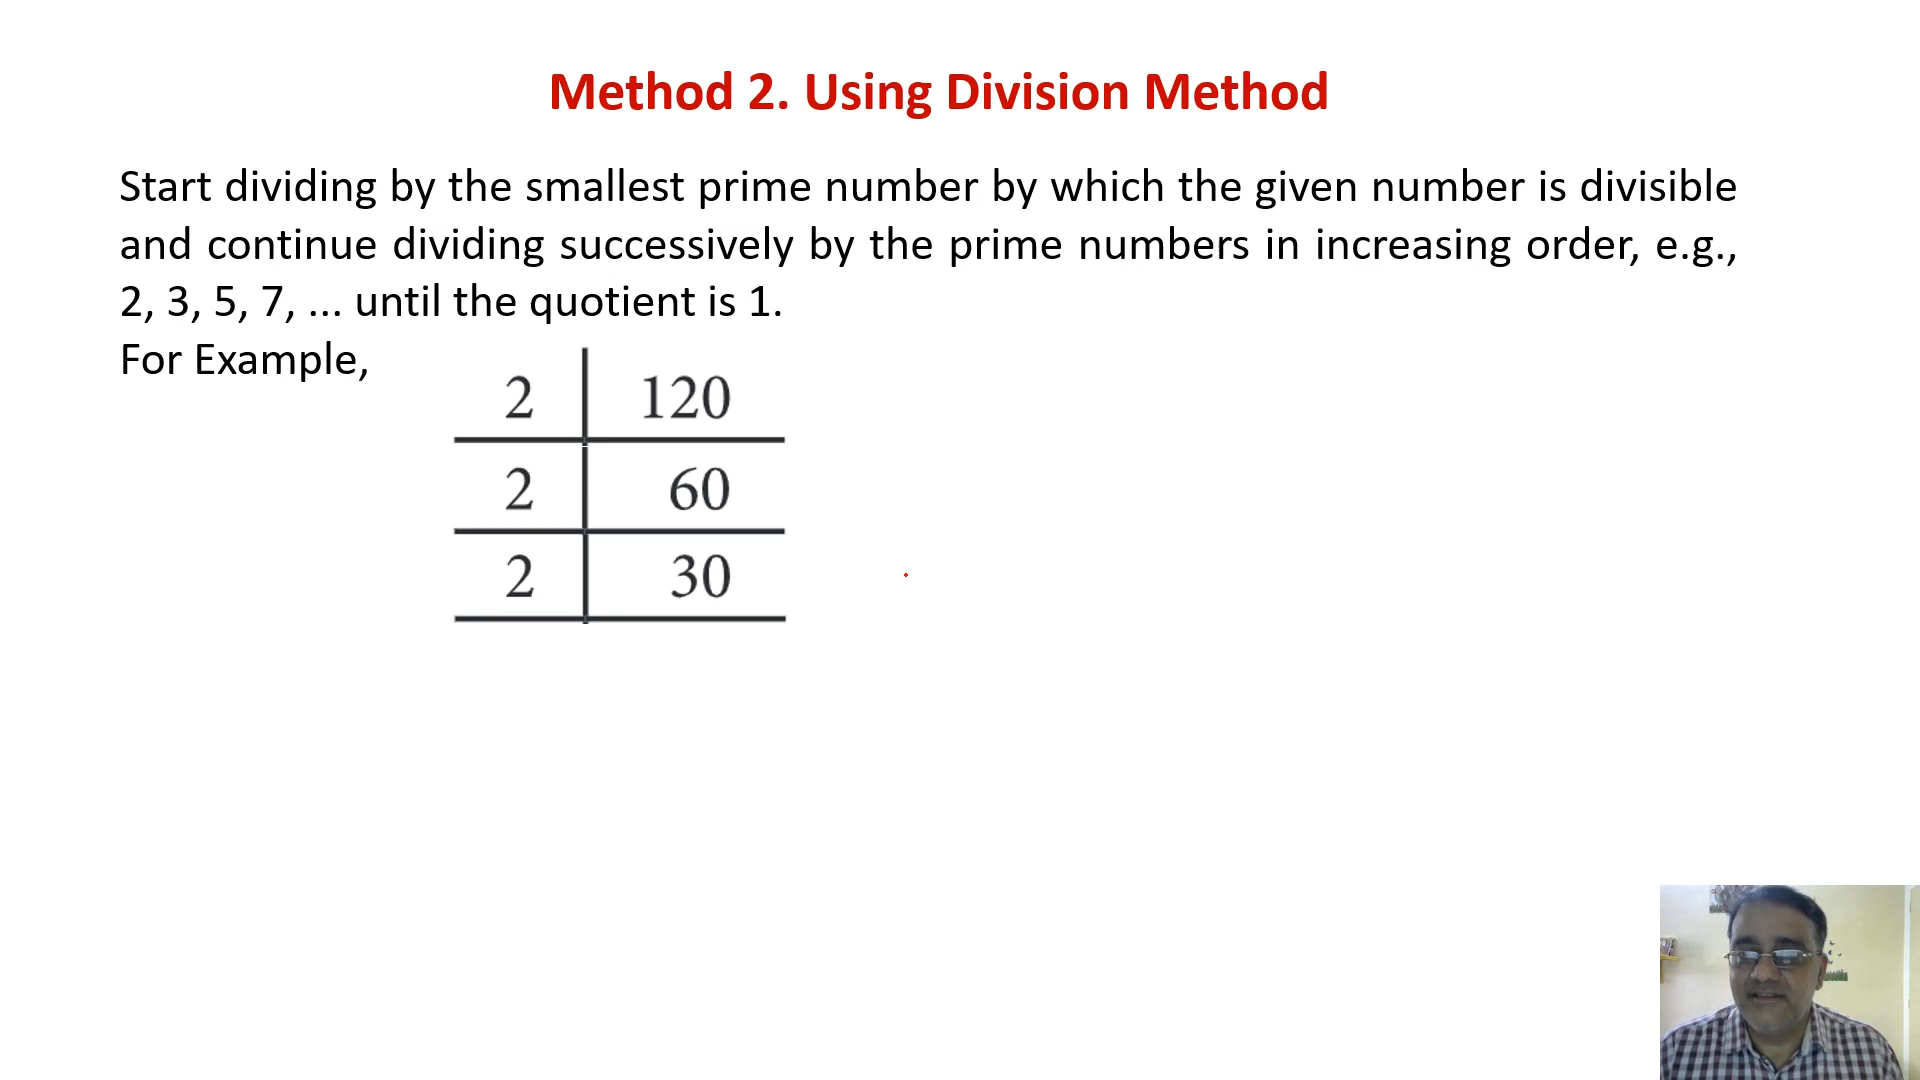 Method 2. Using Division Method
Start dividing by the smallest prime number by which the given number is divisible
and continue dividing successively by the prime numbers in increasing order, e.g.,
2, 3, 5, 7, ... until the quotient is 1.
For Example,
2 120
2 60
2 30